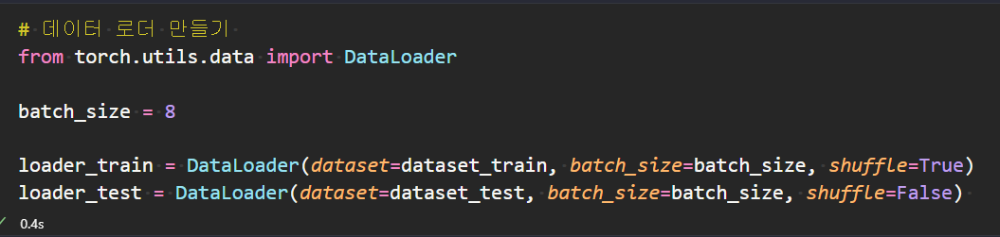 # 데이터 로더 만들기
from torch.utils.data import DataLoader
batch_size = 8
loader_train = DataLoader(dataset=dataset_train, batch_size=batch_size, shuffle=True)
loader_test = DataLoader(dataset=dataset_test, batch_size=batch_size, shuffle=False)
0.4s